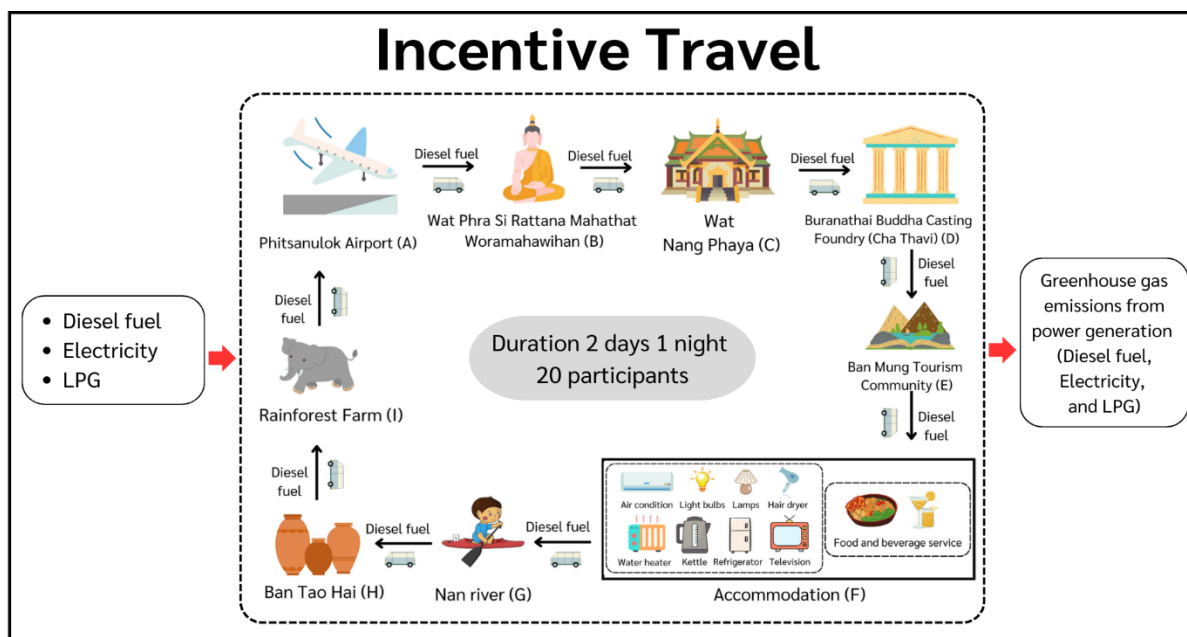 Incentive Travel
Diesel fuel
Diesel fuel
Diesel fuel
Phitsanulok Airport (A)
Wat Phra Si Rattana Mahathat
Woramahawihan (B)
Wat
Nang Phaya (C)
Buranathai Buddha Casting
Foundry (Cha Thavi) (D)
Diesel
fuel
Ban Mung Tourism
Community (E)
Diesel
fuel
Air condition
Light bulbs
Lamps
Hair dryer
Water heater
Kettle
Refrigerator
Television
Food and beverage service
Accommodation (F)
Diesel fuel
Nan river (G)
Diesel fuel
Ban Tao Hai (H)
Diesel
fuel
Rainforest Farm (I)
Diesel
fuel
Duration 2 days 1 night
20 participants
• Diesel fuel
• Electricity
• LPG
Greenhouse gas
emissions from
power generation
(Diesel fuel,
Electricity,
and LPG)